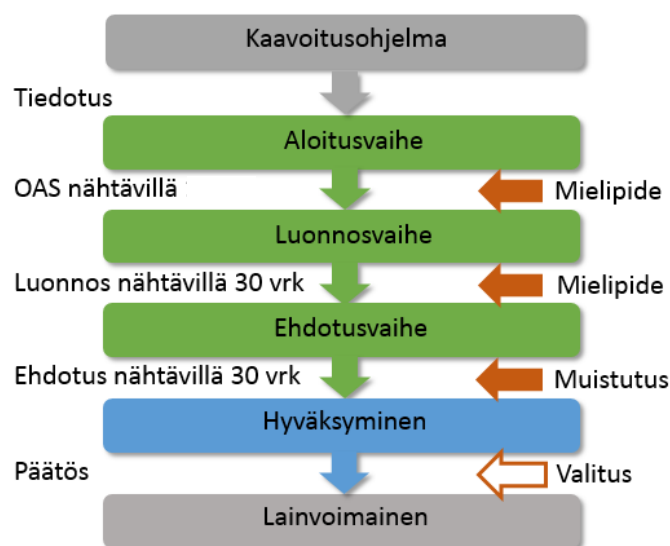 Kaavoitusohjelma
Tiedotus
Aloitusvaihe
OAS nähtävillä
Mielipide
Luonnosvaihe
Luonnos nähtävillä 30 vrk
Mielipide
Ehdotusvaihe
Ehdotus nähtävillä 30 vrk
Muistutus
Hyväksyminen
Päätös
Valitus
Lainvoimainen